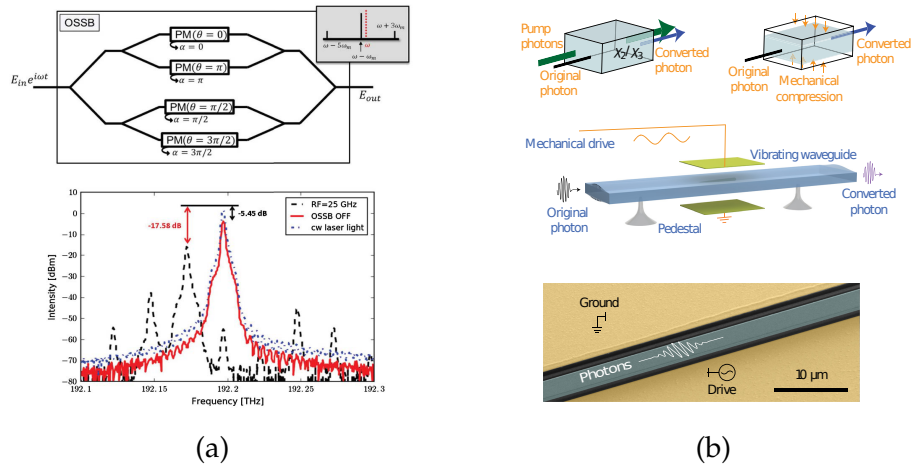 OSSB
PM(θ = 0)
α = 0
PM(θ = π)
α = π
PM(θ = π/2)
α = π/2
PM(θ = 3π/2)
α = 3π/2
E_in e^{iωt}
E_out
ω − 5ω_m
ω + 3ω_m
ω
ω − ω_m
10
0
−10
−20
−30
−40
−50
−60
−70
−80
Intensity [dBm]
-17.58 dB
-5.45 dB
RF=25 GHz
OSSB OFF
cw laser light
192.1
192.15
192.2
192.25
192.3
Frequency [THz]
(a)
Pump
photons
χ2/χ3
Original
photon
Converted
photon
Original
photon
Mechanical
compression
Converted
photon
Mechanical drive
Vibrating waveguide
Original
photon
Pedestal
Converted
photon
Ground
Photons
Drive
10 µm
(b)